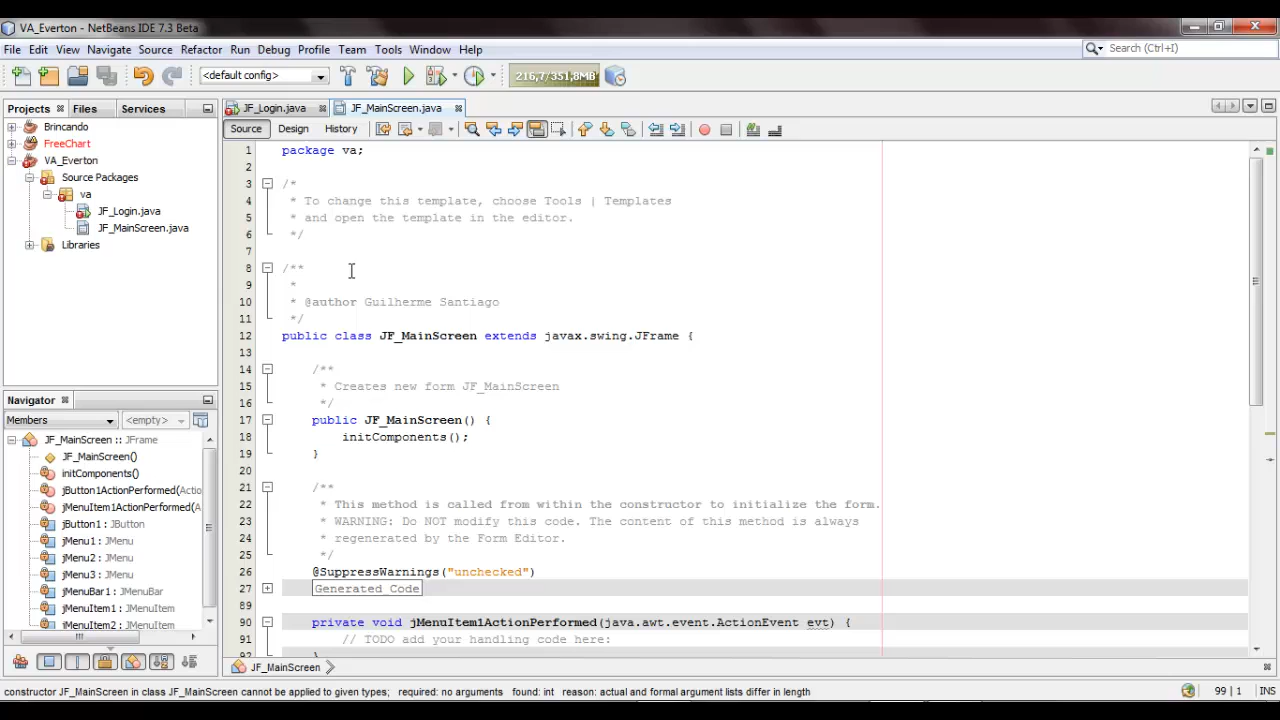 VA_Everton - NetBeans IDE 7.3 Beta
File Edit View Navigate Source Refactor Run Debug Profile Team Tools Window Help
Search (Ctrl+I)
<default config>
216,7/351,8MB
Projects Files Services
Brincando
FreeChart
VA_Everton
Source Packages
va
JF_Login.java
JF_MainScreen.java
Libraries
Navigator
Members
<empty>
JF_MainScreen :: JFrame
JF_MainScreen()
initComponents()
jButton1ActionPerformed(Actio
jMenuItem1ActionPerformed(A
jButton1 : JButton
jMenu1 : JMenu
jMenu2 : JMenu
jMenu3 : JMenu
jMenuBar1 : JMenuBar
jMenuItem1 : JMenuItem
jMenuItem2 : JMenuItem
JF_Login.java JF_MainScreen.java
Source Design History
1 package va;
2
3 /*
4 * To change this template, choose Tools | Templates
5 * and open the template in the editor.
6 */
7
8 /**
9 *
10 * @author Guilherme Santiago
11 */
12 public class JF_MainScreen extends javax.swing.JFrame {
13
14 /**
15 * Creates new form JF_MainScreen
16 */
17 public JF_MainScreen() {
18 initComponents();
19 }
20
21 /**
22 * This method is called from within the constructor to initialize the form.
23 * WARNING: Do NOT modify this code. The content of this method is always
24 * regenerated by the Form Editor.
25 */
26 @SuppressWarnings("unchecked")
27 Generated Code
89
90 private void jMenuItem1ActionPerformed(java.awt.event.ActionEvent evt) {
91 // TODO add your handling code here:
92 }
JF_MainScreen
constructor JF_MainScreen in class JF_MainScreen cannot be applied to given types; required: no arguments found: int reason: actual and formal argument lists differ in length
99 | 1 INS